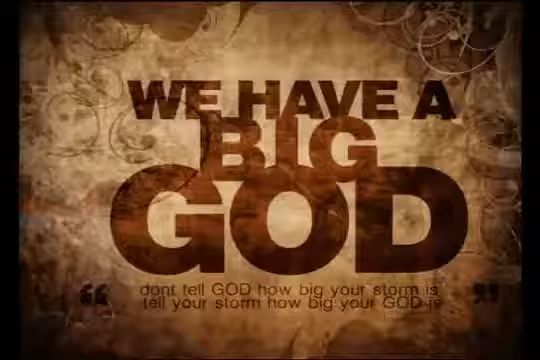 WE HAVE A
BIG
GOD
“ dont tell GOD how big your storm is
tell your storm how big your GOD is ”